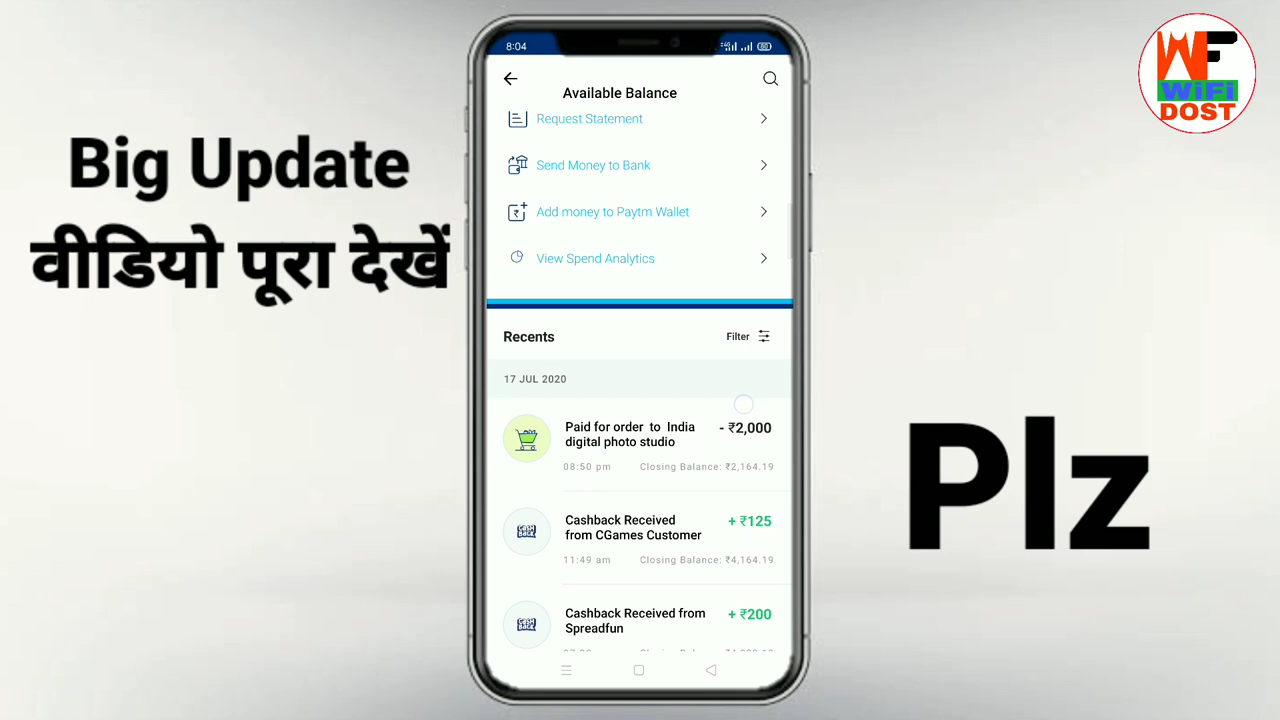 Big Update
वीडियो पूरा देखें
8:04
Available Balance
Request Statement
Send Money to Bank
Add money to Paytm Wallet
View Spend Analytics
Recents
Filter
17 JUL 2020
Paid for order to India
digital photo studio
- ₹2,000
08:50 pm
Closing Balance: ₹2,164.19
Cashback Received
from CGames Customer
+ ₹125
11:49 am
Closing Balance: ₹4,164.19
Cashback Received from
Spreadfun
+ ₹200
WF
WiFi
DOST
Plz